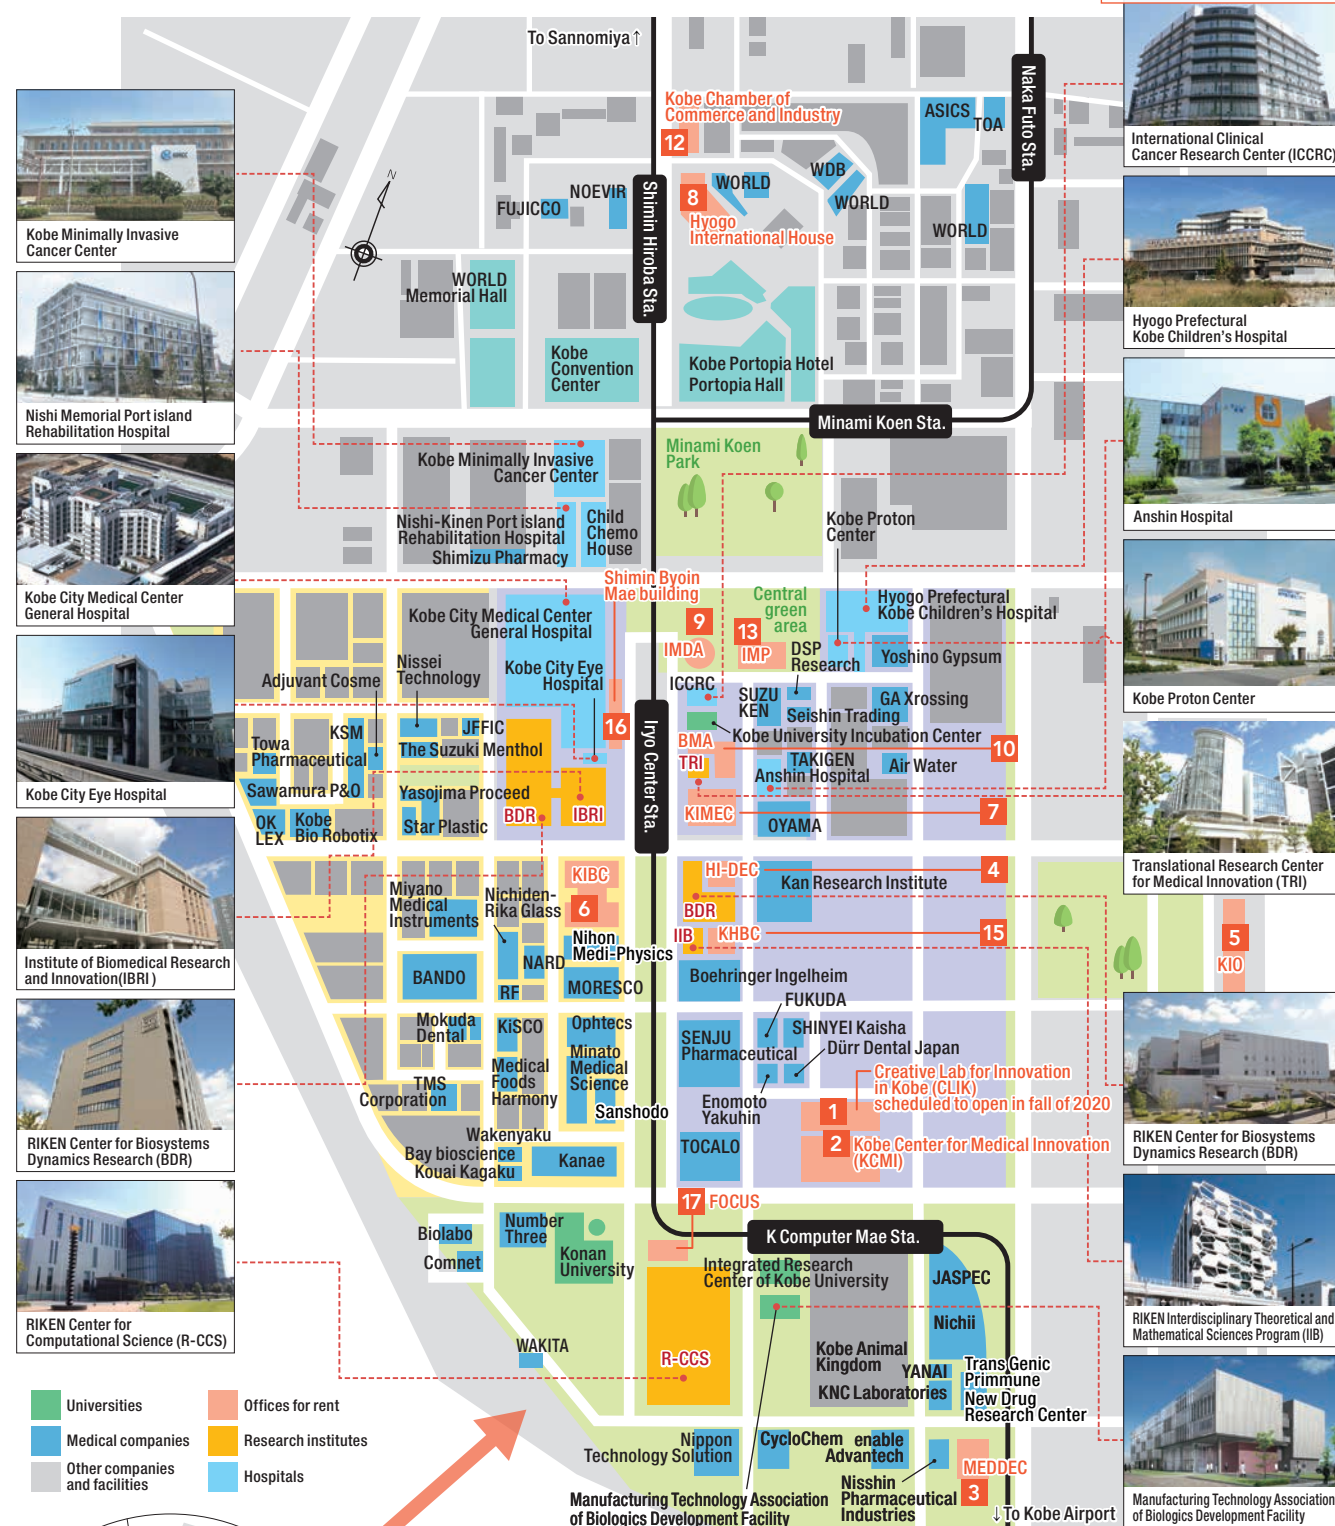 To Sannomiya↑
Naka Futo Sta.
Kobe Chamber of
Commerce and Industry
12
ASICS
TOA
International Clinical
Cancer Research Center (ICCRC)
Kobe Minimally Invasive
Cancer Center
N
FUJICCO
NOEVIR
Shimin Hiroba Sta.
8
WORLD
WDB
WORLD
WORLD
Hyogo
International House
WORLD
Memorial Hall
Kobe
Convention
Center
Kobe Portopia Hotel
Portopia Hall
Hyogo Prefectural
Kobe Children's Hospital
Nishi Memorial Port island
Rehabilitation Hospital
Minami Koen Sta.
Kobe Minimally Invasive
Cancer Center
Minami Koen
Park
Nishi-Kinen Port island
Rehabilitation Hospital
Shimizu Pharmacy
Child
Chemo
House
Kobe Proton
Center
Anshin Hospital
Kobe City Medical Center
General Hospital
Shimin Byoin
Mae building
Kobe City Medical Center
General Hospital
Central
green
area
Hyogo Prefectural
Kobe Children's Hospital
9
IMDA
13
IMP
DSP
Research
Yoshino Gypsum
Nissei
Technology
Adjuvant Cosme
Kobe City Eye
Hospital
ICCRC
SUZU
KEN
GA Xrossing
Seishin Trading
Kobe Proton Center
16
Iryo Center Sta.
Kobe University Incubation Center
KSM
JFFIC
The Suzuki Menthol
Towa
Pharmaceutical
BMA
10
TRI
TAKIGEN
Anshin Hospital
Air Water
Kobe City Eye Hospital
Sawamura P&O
Yasojima Proceed
BDR
IBRI
KIMEC
7
OK
LEX
Kobe
Bio Robotix
Star Plastic
OYAMA
Translational Research Center
for Medical Innovation (TRI)
KIBC
HI-DEC
4
Kan Research Institute
Miyano
Medical
Instruments
Nichiden-
Rika Glass
6
BDR
5
KIO
Institute of Biomedical Research
and Innovation(IBRI )
Nihon
Medi-Physics
IIB
KHBC
15
BANDO
NARD
RF
MORESCO
Boehringer Ingelheim
FUKUDA
Mokuda
Dental
KiSCO
Ophtecs
SENJU
Pharmaceutical
SHINYEI Kaisha
Dürr Dental Japan
Minato
Medical
Science
Medical
Foods
Harmony
TMS
Corporation
Creative Lab for Innovation
in Kobe (CLIK)
scheduled to open in fall of 2020
Sanshodo
Enomoto
Yakuhin
1
2
Kobe Center for Medical Innovation
(KCMI)
Wakenyaku
Bay bioscience
Kouai Kagaku
Kanae
TOCALO
RIKEN Center for Biosystems
Dynamics Research (BDR)
RIKEN Center for Biosystems
Dynamics Research (BDR)
17
FOCUS
K Computer Mae Sta.
Biolabo
Comnet
Number
Three
Konan
University
Integrated Research
Center of Kobe University
JASPEC
Nichii
RIKEN Center for
Computational Science (R-CCS)
RIKEN Interdisciplinary Theoretical and
Mathematical Sciences Program (IIB)
WAKITA
R-CCS
Kobe Animal
Kingdom
YANAI
KNC Laboratories
Trans Genic
Primmune
New Drug
Research Center
Universities
Offices for rent
Medical companies
Research institutes
Other companies
and facilities
Hospitals
Nippon
Technology Solution
CycloChem
enable
Advantech
MEDDEC
3
Nisshin
Pharmaceutical
Industries
Manufacturing Technology Association
of Biologics Development Facility
↓To Kobe Airport
Manufacturing Technology Association
of Biologics Development Facility